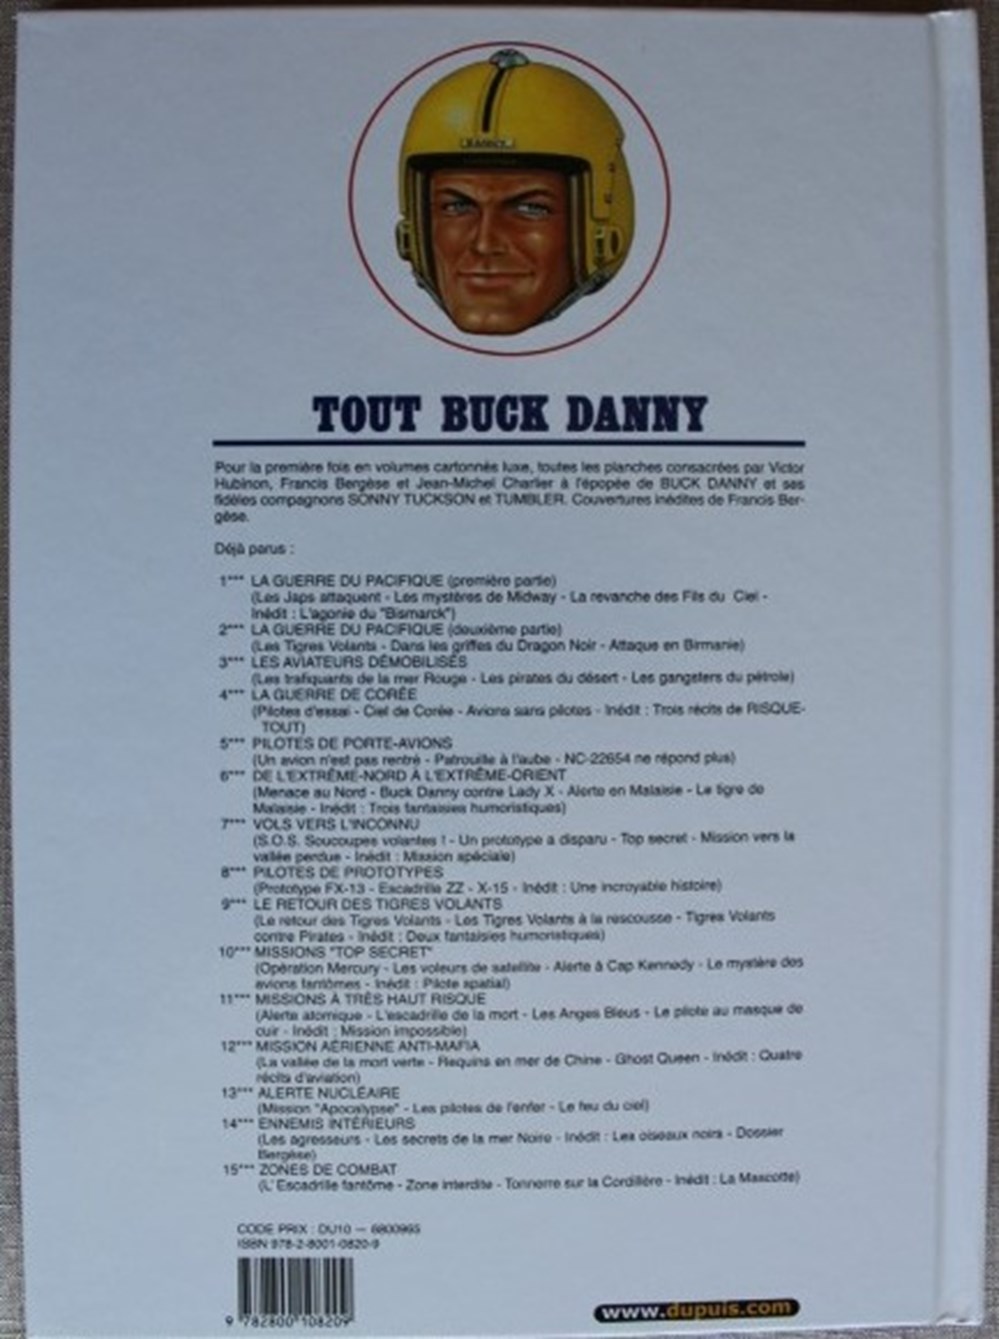 DANNY
TOUT BUCK DANNY
Pour la première fois en volumes cartonnés luxe, toutes les planches consacrées par Victor
Hubinon, Francis Bergèse et Jean-Michel Charlier à l'épopée de BUCK DANNY et ses
fidèles compagnons SONNY TUCKSON et TUMBLER. Couvertures inédites de Francis Ber-
gèse.
Déjà parus :
1*** LA GUERRE DU PACIFIQUE (première partie)
(Les Japs attaquent - Les mystères de Midway - La revanche des Fils du Ciel -
Inédit : L'agonie du "Bismarck")
2*** LA GUERRE DU PACIFIQUE (deuxième partie)
(Les Tigres Volants - Dans les griffes du Dragon Noir - Attaque en Birmanie)
3*** LES AVIATEURS DÉMOBILISÉS
(Les trafiquants de la mer Rouge - Les pirates du désert - Les gangsters du pétrole)
4*** LA GUERRE DE CORÉE
(Pilotes d'essai - Ciel de Corée - Avions sans pilotes - Inédit : Trois récits de RISQUE-
TOUT)
5*** PILOTES DE PORTE-AVIONS
(Un avion n'est pas rentré - Patrouille à l'aube - NC-22654 ne répond plus)
6*** DE L'EXTRÊME-NORD À L'EXTRÊME-ORIENT
(Menace au Nord - Buck Danny contre Lady X - Alerte en Malaisie - Le tigre de
Malaisie - Inédit : Trois fantaisies humoristiques)
7*** VOLS VERS L'INCONNU
(S.O.S. Soucoupes volantes ! - Un prototype a disparu - Top secret - Mission vers la
vallée perdue - Inédit : Mission spéciale)
8*** PILOTES DE PROTOTYPES
(Prototype FX-13 - Escadrille ZZ - X-15 - Inédit : Une incroyable histoire)
9*** LE RETOUR DES TIGRES VOLANTS
(Le retour des Tigres Volants - Les Tigres Volants à la rescousse - Tigres Volants
contre Pirates - Inédit : Deux fantaisies humoristiques)
10*** MISSIONS "TOP SECRET"
(Opération Mercury - Les voleurs de satellite - Alerte à Cap Kennedy - Le mystère des
avions fantômes - Inédit : Pilote spatial)
11*** MISSIONS À TRÈS HAUT RISQUE
(Alerte atomique - L'escadrille de la mort - Les Anges Bleus - Le pilote au masque de
cuir - Inédit : Mission impossible)
12*** MISSION AÉRIENNE ANTI-MAFIA
(La vallée de la mort verte - Requins en mer de Chine - Ghost Queen - Inédit : Quatre
récits d'aviation)
13*** ALERTE NUCLÉAIRE
(Mission "Apocalypse" - Les pilotes de l'enfer - Le feu du ciel)
14*** ENNEMIS INTÉRIEURS
(Les agresseurs - Les secrets de la mer Noire - Inédit : Les oiseaux noirs - Dossier
Bergèse)
15*** ZONES DE COMBAT
(L' Escadrille fantôme - Zone interdite - Tonnerre sur la Cordillère - Inédit : La Mascotte)
CODE PRIX : DU10 — 6800965
ISBN 978-2-8001-0820-9
9 782800 108209
www.dupuis.com